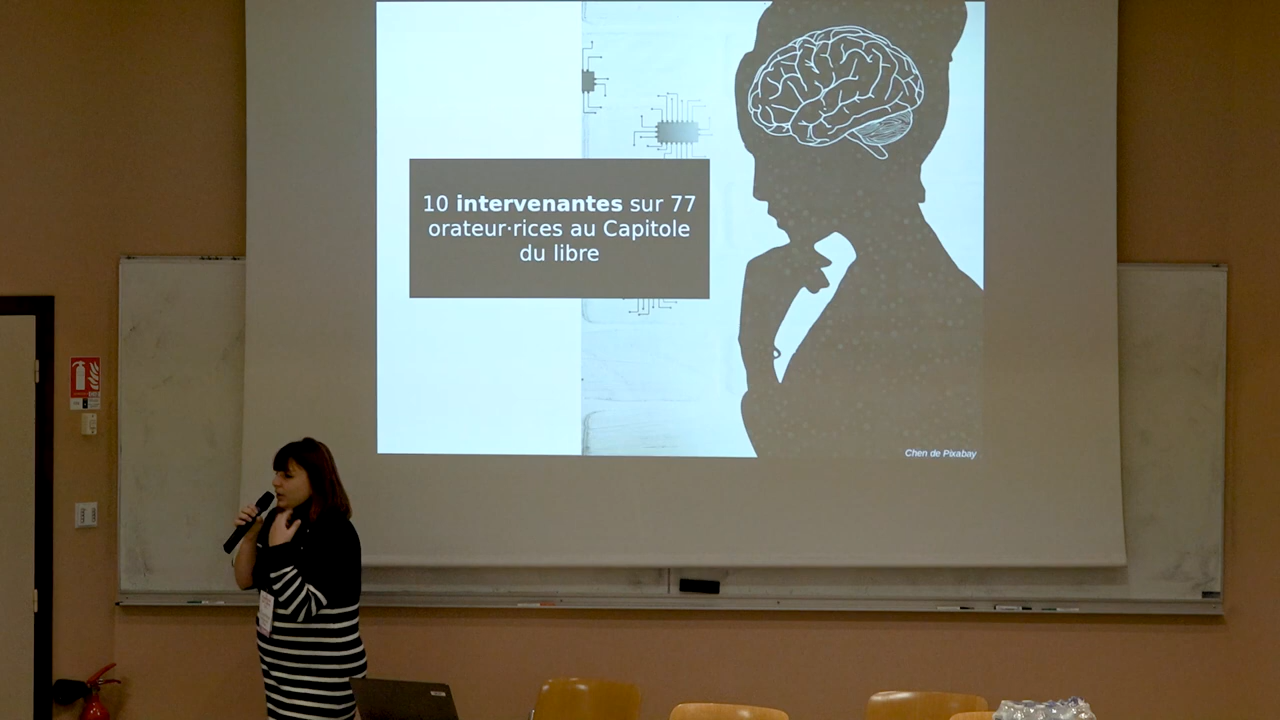 10 intervenantes sur 77
orateur·rices au Capitole
du libre
Chen de Pixabay